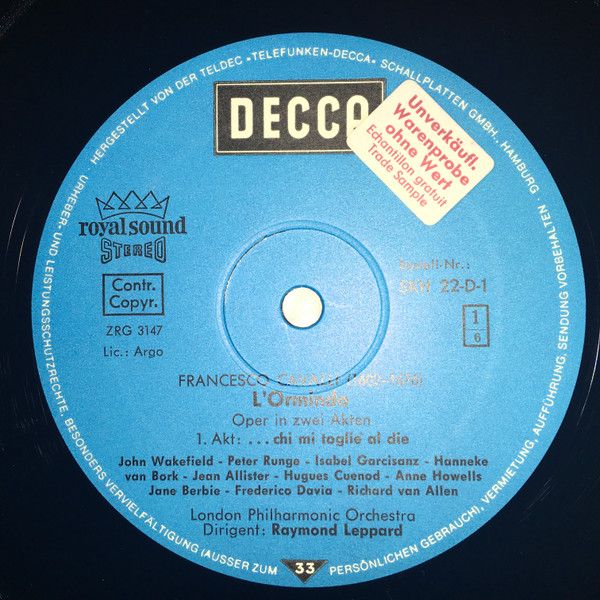 URHEBER- UND LEISTUNGSSCHUTZRECHTE, BESONDERS VERVIELFÄLTIGUNG (AUSSER ZUM PERSÖNLICHEN GEBRAUCH), VERMIETUNG, AUFFÜHRUNG, SENDUNG VORBEHALTEN
HERGESTELLT VON DER TELDEC »TELEFUNKEN-DECCA« SCHALLPLATTEN GMBH., HAMBURG
DECCA
Unverkäufl.
Warenprobe
ohne Wert
Echantillon gratuit
Trade Sample
royal sound
STEREO
Contr.
Copyr.
ZRG 3147
Lic.: Argo
Bestell-Nr.:
SKH 22-D-1
1
6
FRANCESCO CAVALLI (1602-1676)
L'Ormindo
Oper in zwei Akten
1. Akt: ... chi mi toglie al die
John Wakefield - Peter Runge - Isabel Garcisanz - Hanneke
van Bork - Jean Allister - Hugues Cuenod - Anne Howells
Jane Berbie - Frederico Davia - Richard van Allen
London Philharmonic Orchestra
Dirigent: Raymond Leppard
33